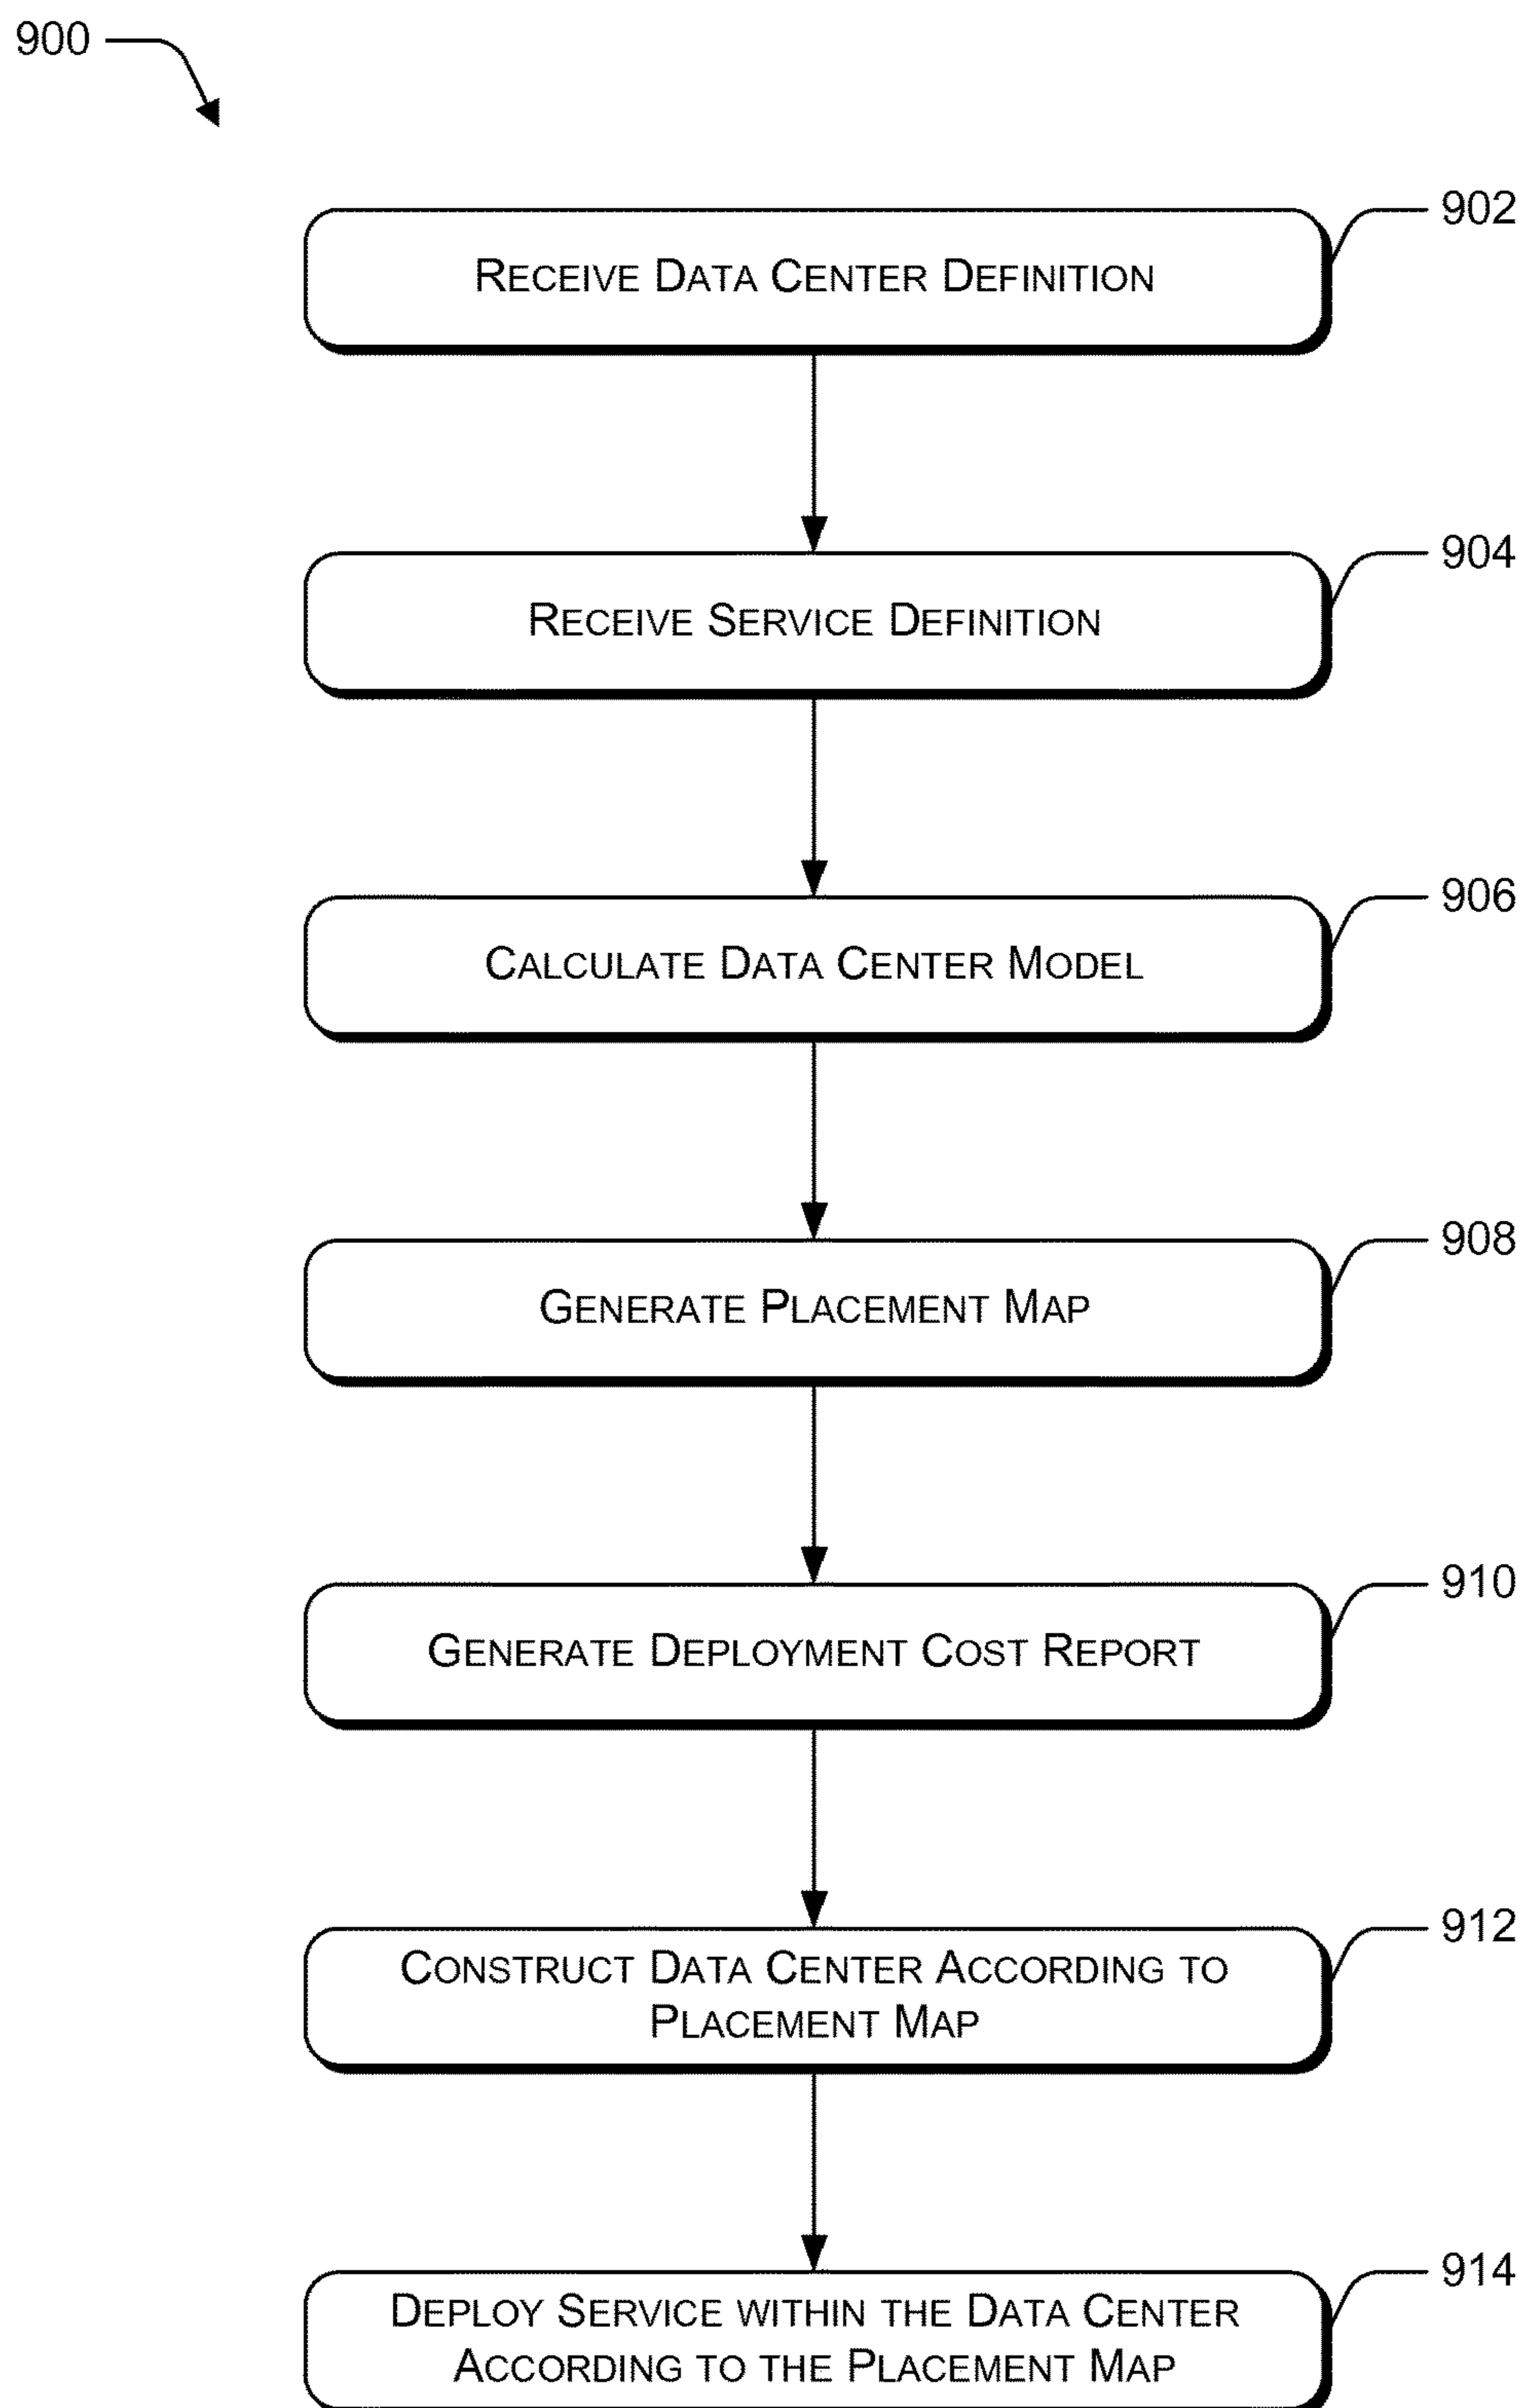 900
902
RECEIVE DATA CENTER DEFINITION
904
RECEIVE SERVICE DEFINITION
906
CALCULATE DATA CENTER MODEL
908
GENERATE PLACEMENT MAP
910
GENERATE DEPLOYMENT COST REPORT
912
CONSTRUCT DATA CENTER ACCORDING TO
PLACEMENT MAP
914
DEPLOY SERVICE WITHIN THE DATA CENTER
ACCORDING TO THE PLACEMENT MAP